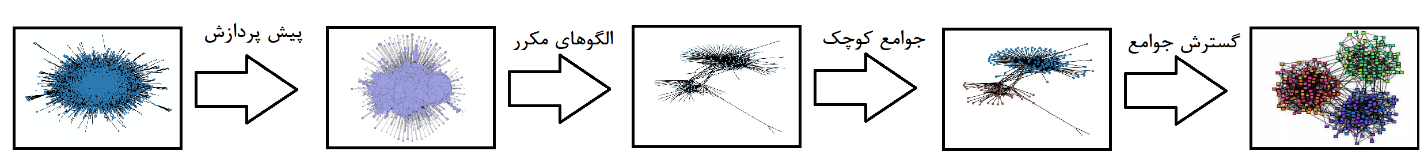 پیش پردازش
الگوهای مکرر
جوامع کوچک
گسترش جوامع